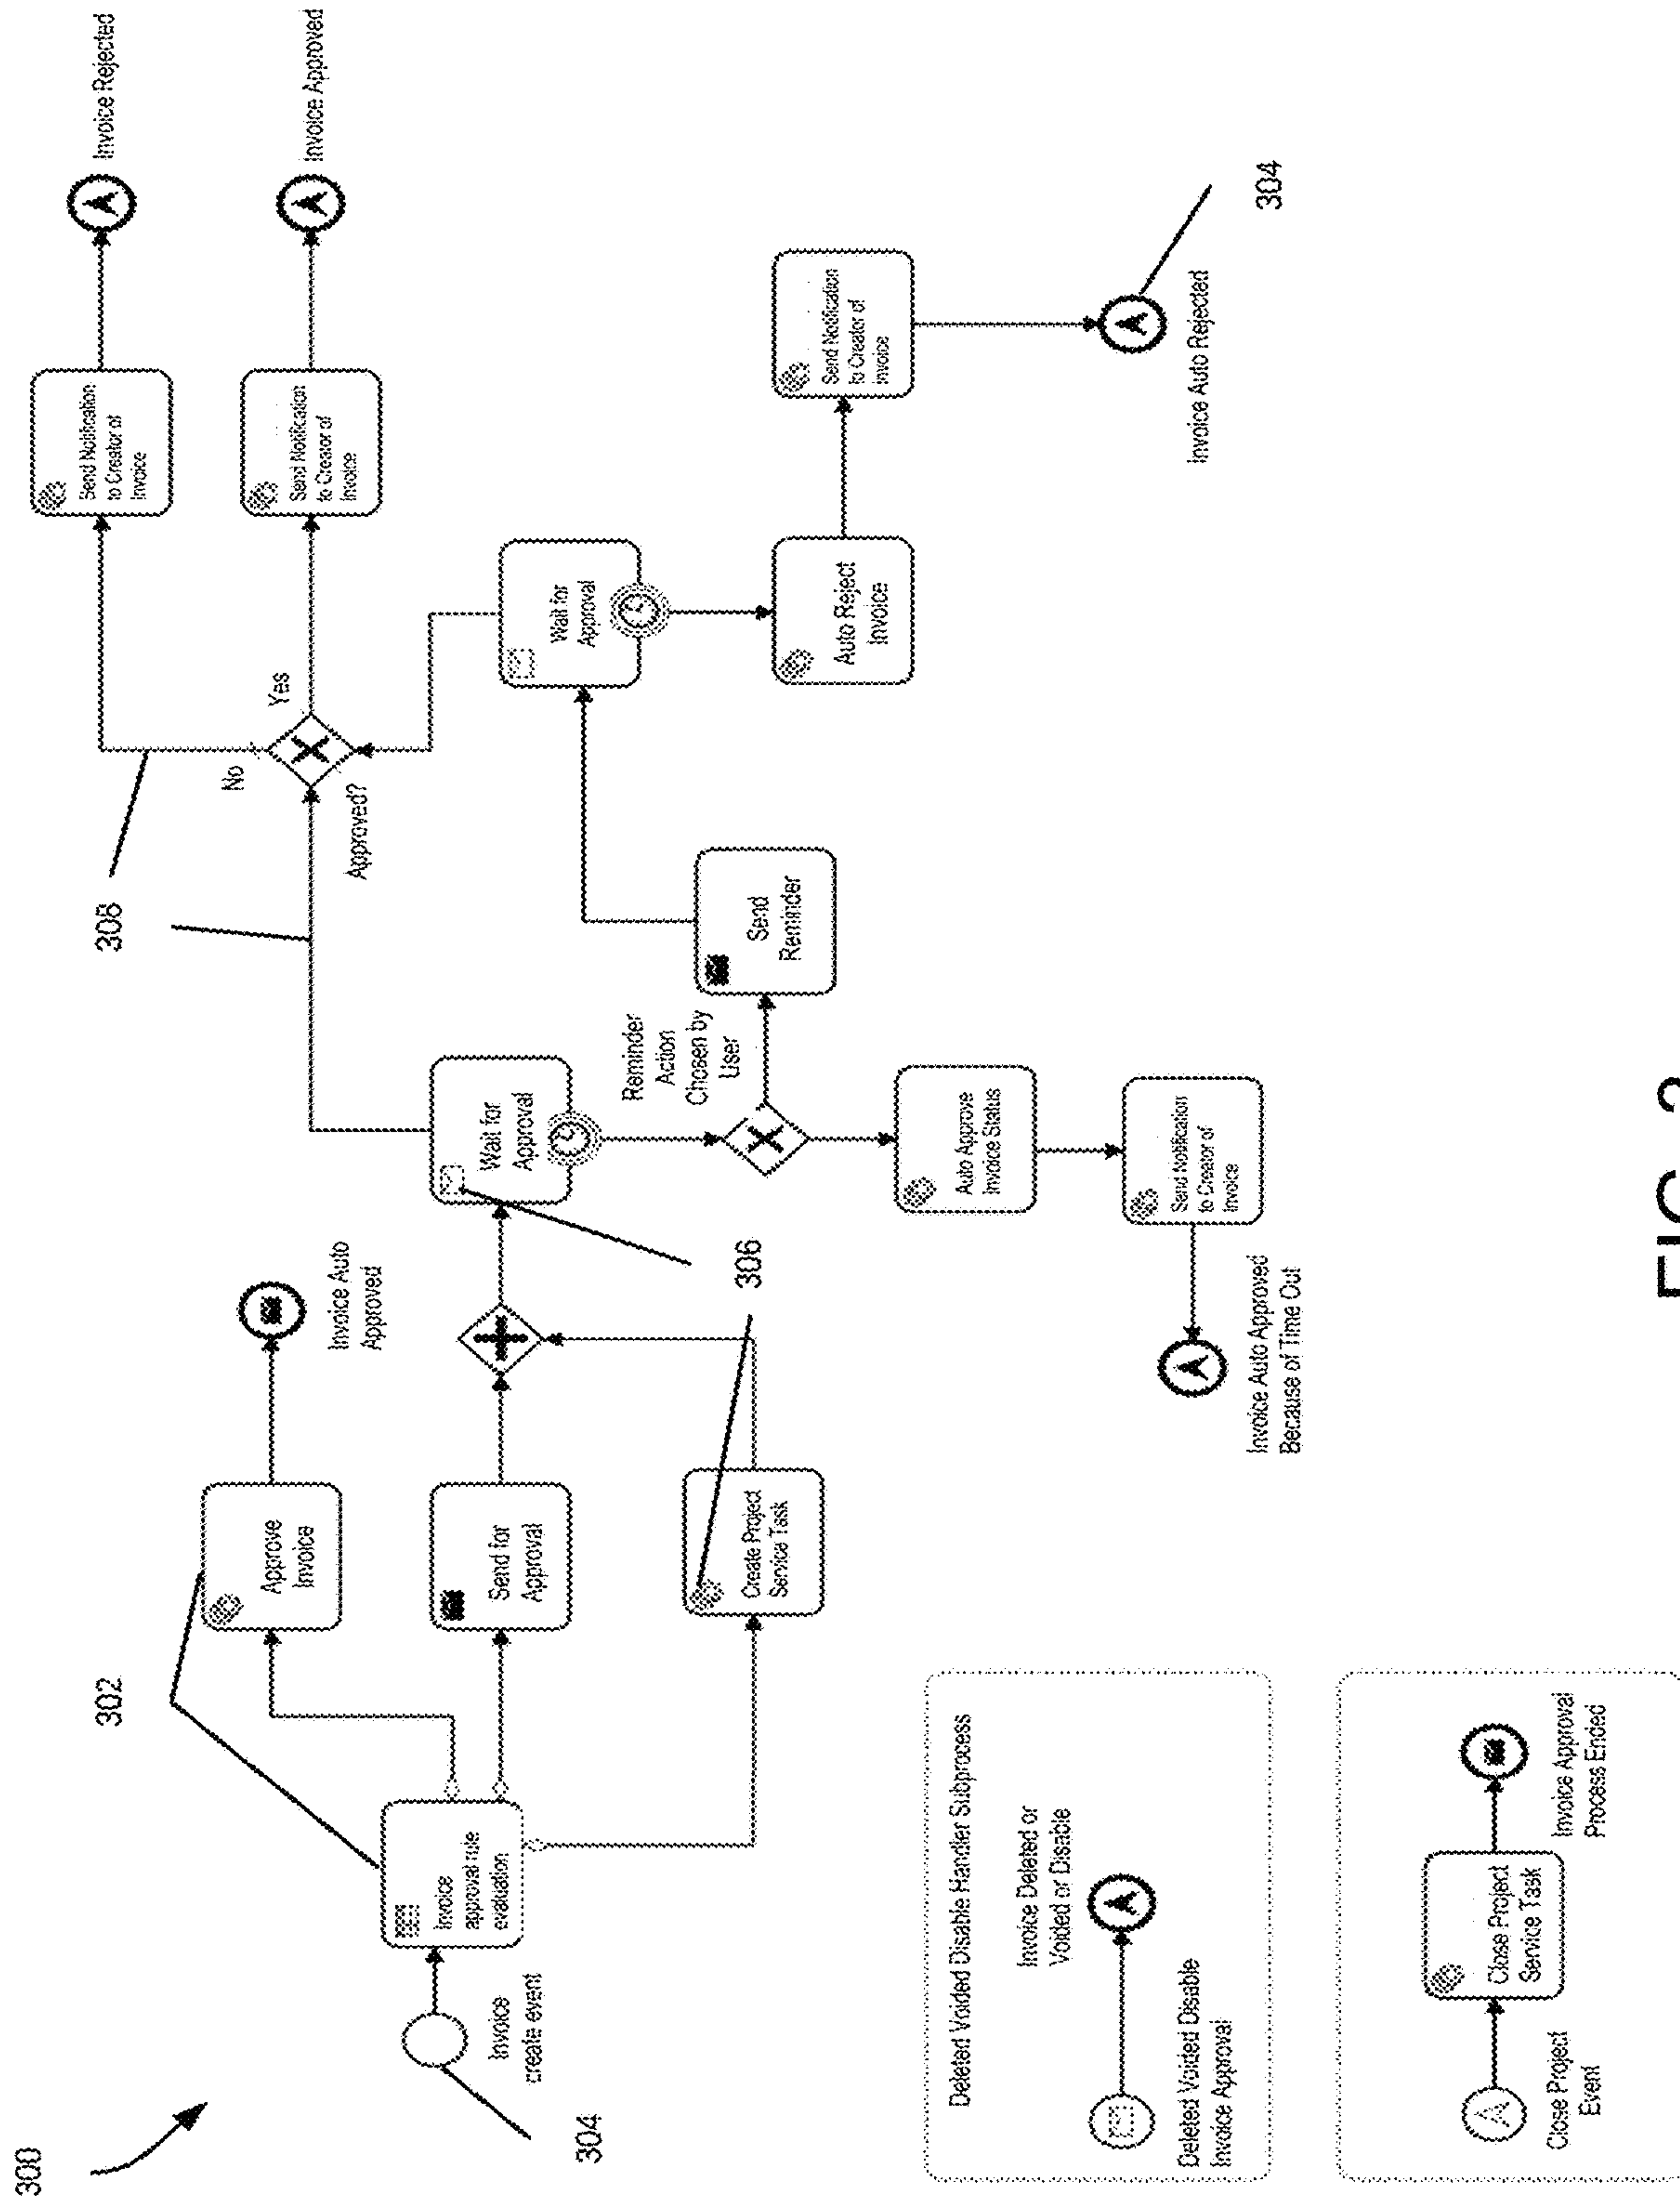 300
304
Invoice
create event
Invoice
approval rule
evaluation
302
Approve
Invoice
Invoice Auto
Approved
Send for
Approval
Create Project
Service Task
306
Wait for
Approval
308
Approved?
No
Yes
Send Notification
to Creator of
Invoice
Invoice Rejected
Send Notification
to Creator of
Invoice
Invoice Approved
Reminder
Action
Chosen by
User
Send
Reminder
Wait for
Approval
Auto Reject
Invoice
Send Notification
to Creator of
Invoice
Invoice Auto Rejected
304
Auto Approve
Invoice Status
Send Notification
to Creator of
Invoice
Invoice Auto Approved
Because of Time Out
Deleted Voided Disable Handler Subprocess
Deleted Voided Disable
Invoice Approval
Invoice Deleted or
Voided or Disable
Close Project
Event
Close Project
Service Task
Invoice Approval
Process Ended
FIG.